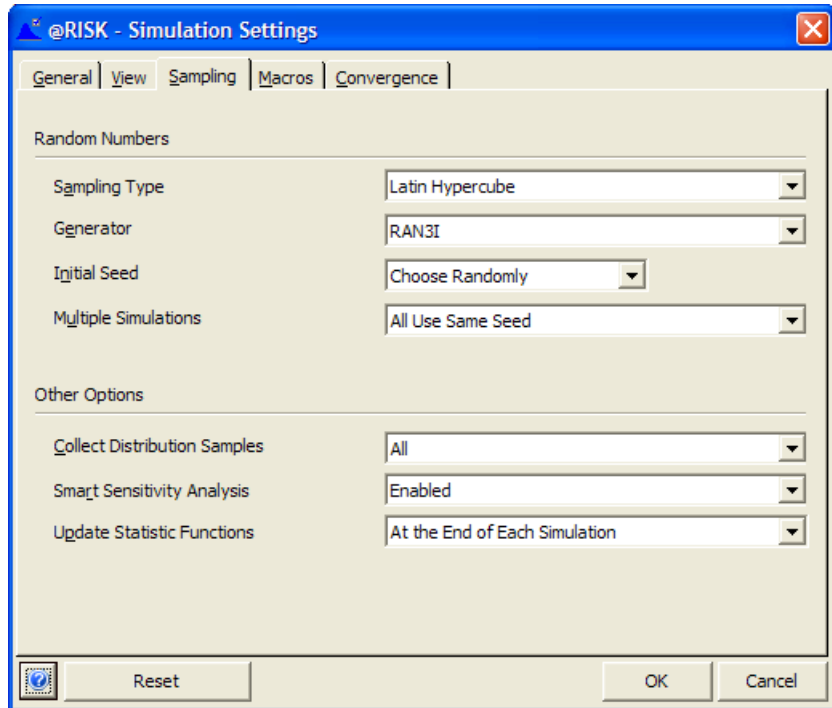 @RISK - Simulation Settings
General View Sampling Macros Convergence
Random Numbers
Sampling Type Latin Hypercube
Generator RAN3I
Initial Seed Choose Randomly
Multiple Simulations All Use Same Seed
Other Options
Collect Distribution Samples All
Smart Sensitivity Analysis Enabled
Update Statistic Functions At the End of Each Simulation
Reset OK Cancel